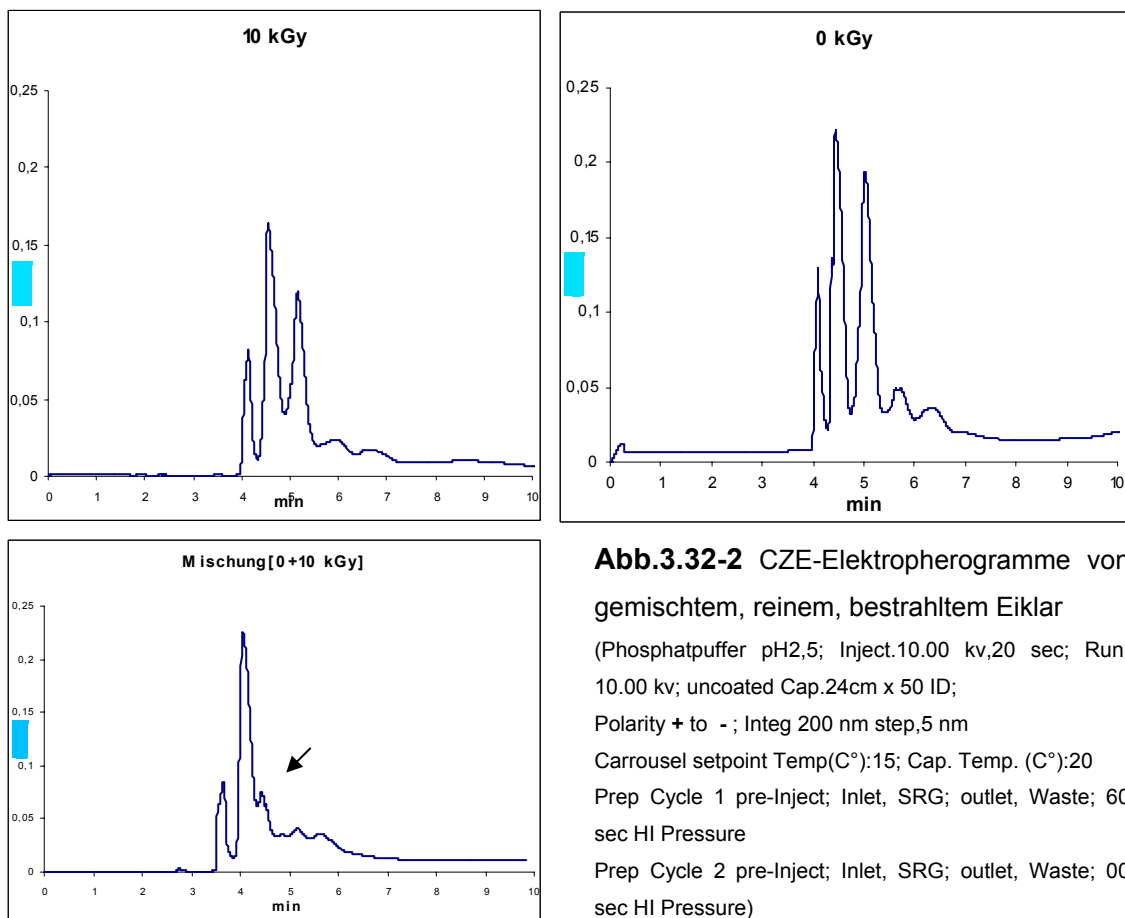 10 kGy
0,25
0,2
0,15
0,1
0,05
0
0 1 2 3 4 5 6 7 8 9 10
min
0 kGy
0,25
0,2
0,15
0,1
0,05
0
0 1 2 3 4 5 6 7 8 9 10
min
Mischung[0+10 kGy]
0,25
0,2
0,15
0,1
0,05
0
0 1 2 3 4 5 6 7 8 9 10
min
Abb.3.32-2 CZE-Elektropherogramme von
gemischtem, reinem, bestrahltem Eiklar
(Phosphatpuffer pH2,5; Inject.10.00 kv,20 sec; Run
10.00 kv; uncoated Cap.24cm x 50 ID;
Polarity + to - ; Integ 200 nm step,5 nm
Carrousel setpoint Temp(C°):15; Cap. Temp. (C°):20
Prep Cycle 1 pre-Inject; Inlet, SRG; outlet, Waste; 60
sec HI Pressure
Prep Cycle 2 pre-Inject; Inlet, SRG; outlet, Waste; 00
sec HI Pressure)